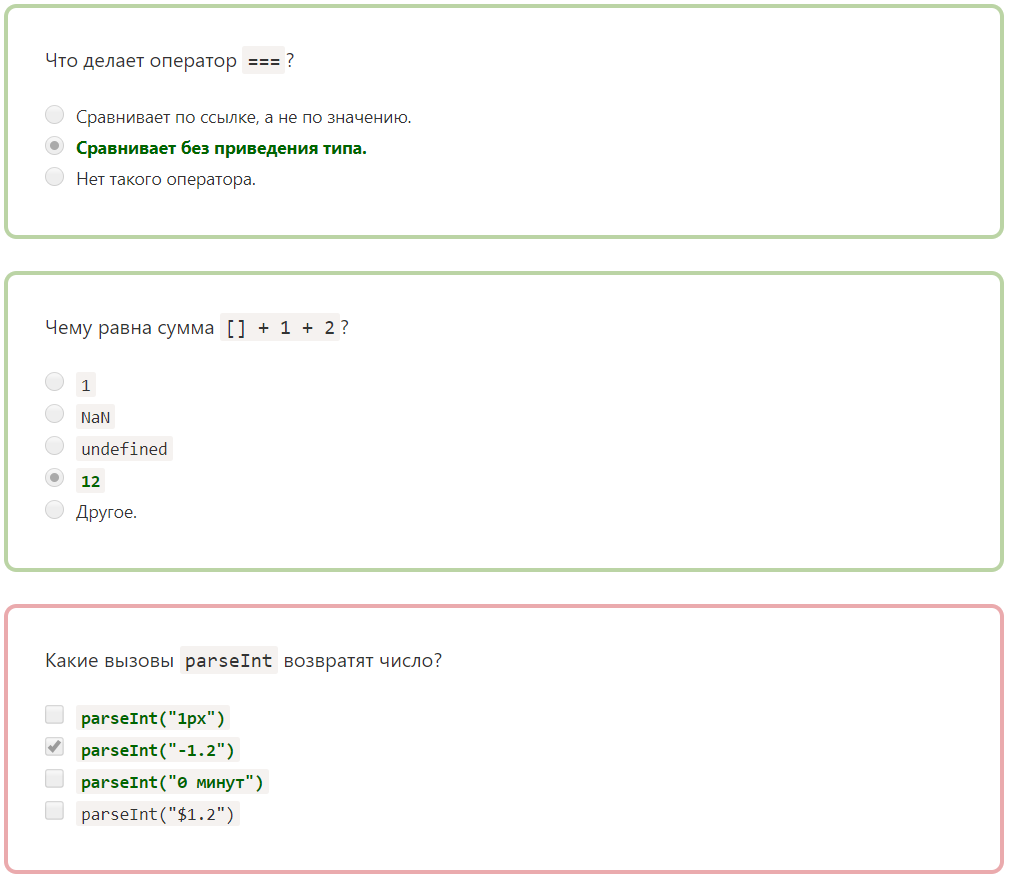 Что делает оператор ===?
Сравнивает по ссылке, а не по значению.
Сравнивает без приведения типа.
Нет такого оператора.
Чему равна сумма [] + 1 + 2?
1
NaN
undefined
12
Другое.
Какие вызовы parseInt возвратят число?
parseInt("1px")
parseInt("-1.2")
parseInt("0 минут")
parseInt("$1.2")